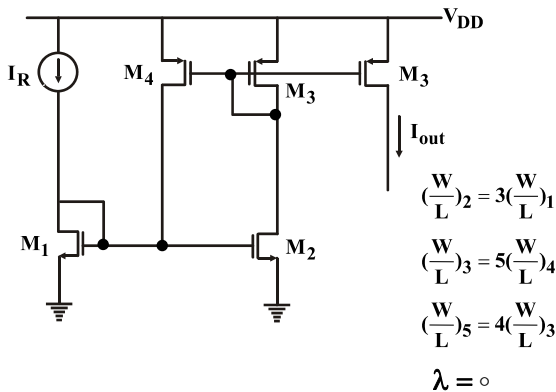 V_DD
I_R
M_4
M_3
M_3
I_out
M_1
M_2
(W/L)_2 = 3(W/L)_1
(W/L)_3 = 5(W/L)_4
(W/L)_5 = 4(W/L)_3
λ = ∘